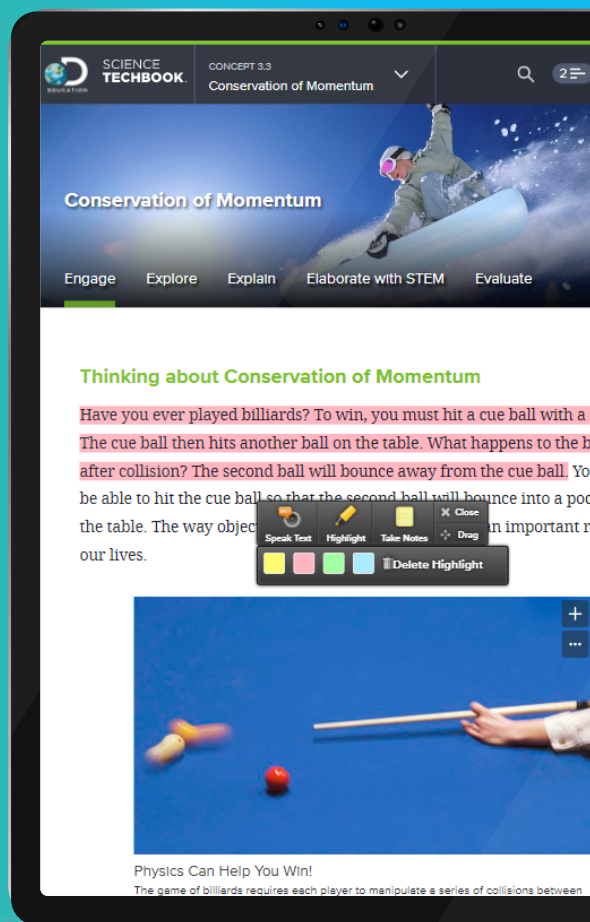 SCIENCE
TECHBOOK
EDUCATION
CONCEPT 3.3
Conservation of Momentum
2
Conservation of Momentum
Engage Explore Explain Elaborate with STEM Evaluate
Thinking about Conservation of Momentum
Have you ever played billiards? To win, you must hit a cue ball with a
The cue ball then hits another ball on the table. What happens to the b
after collision? The second ball will bounce away from the cue ball. Yo
be able to hit the cue ball so that the second ball will bounce into a poc
the table. The way objec an important r
our lives.
Speak Text Highlight Take Notes Close
Drag
Delete Highlight
Physics Can Help You Win!
The game of billiards requires each player to manipulate a series of collisions between